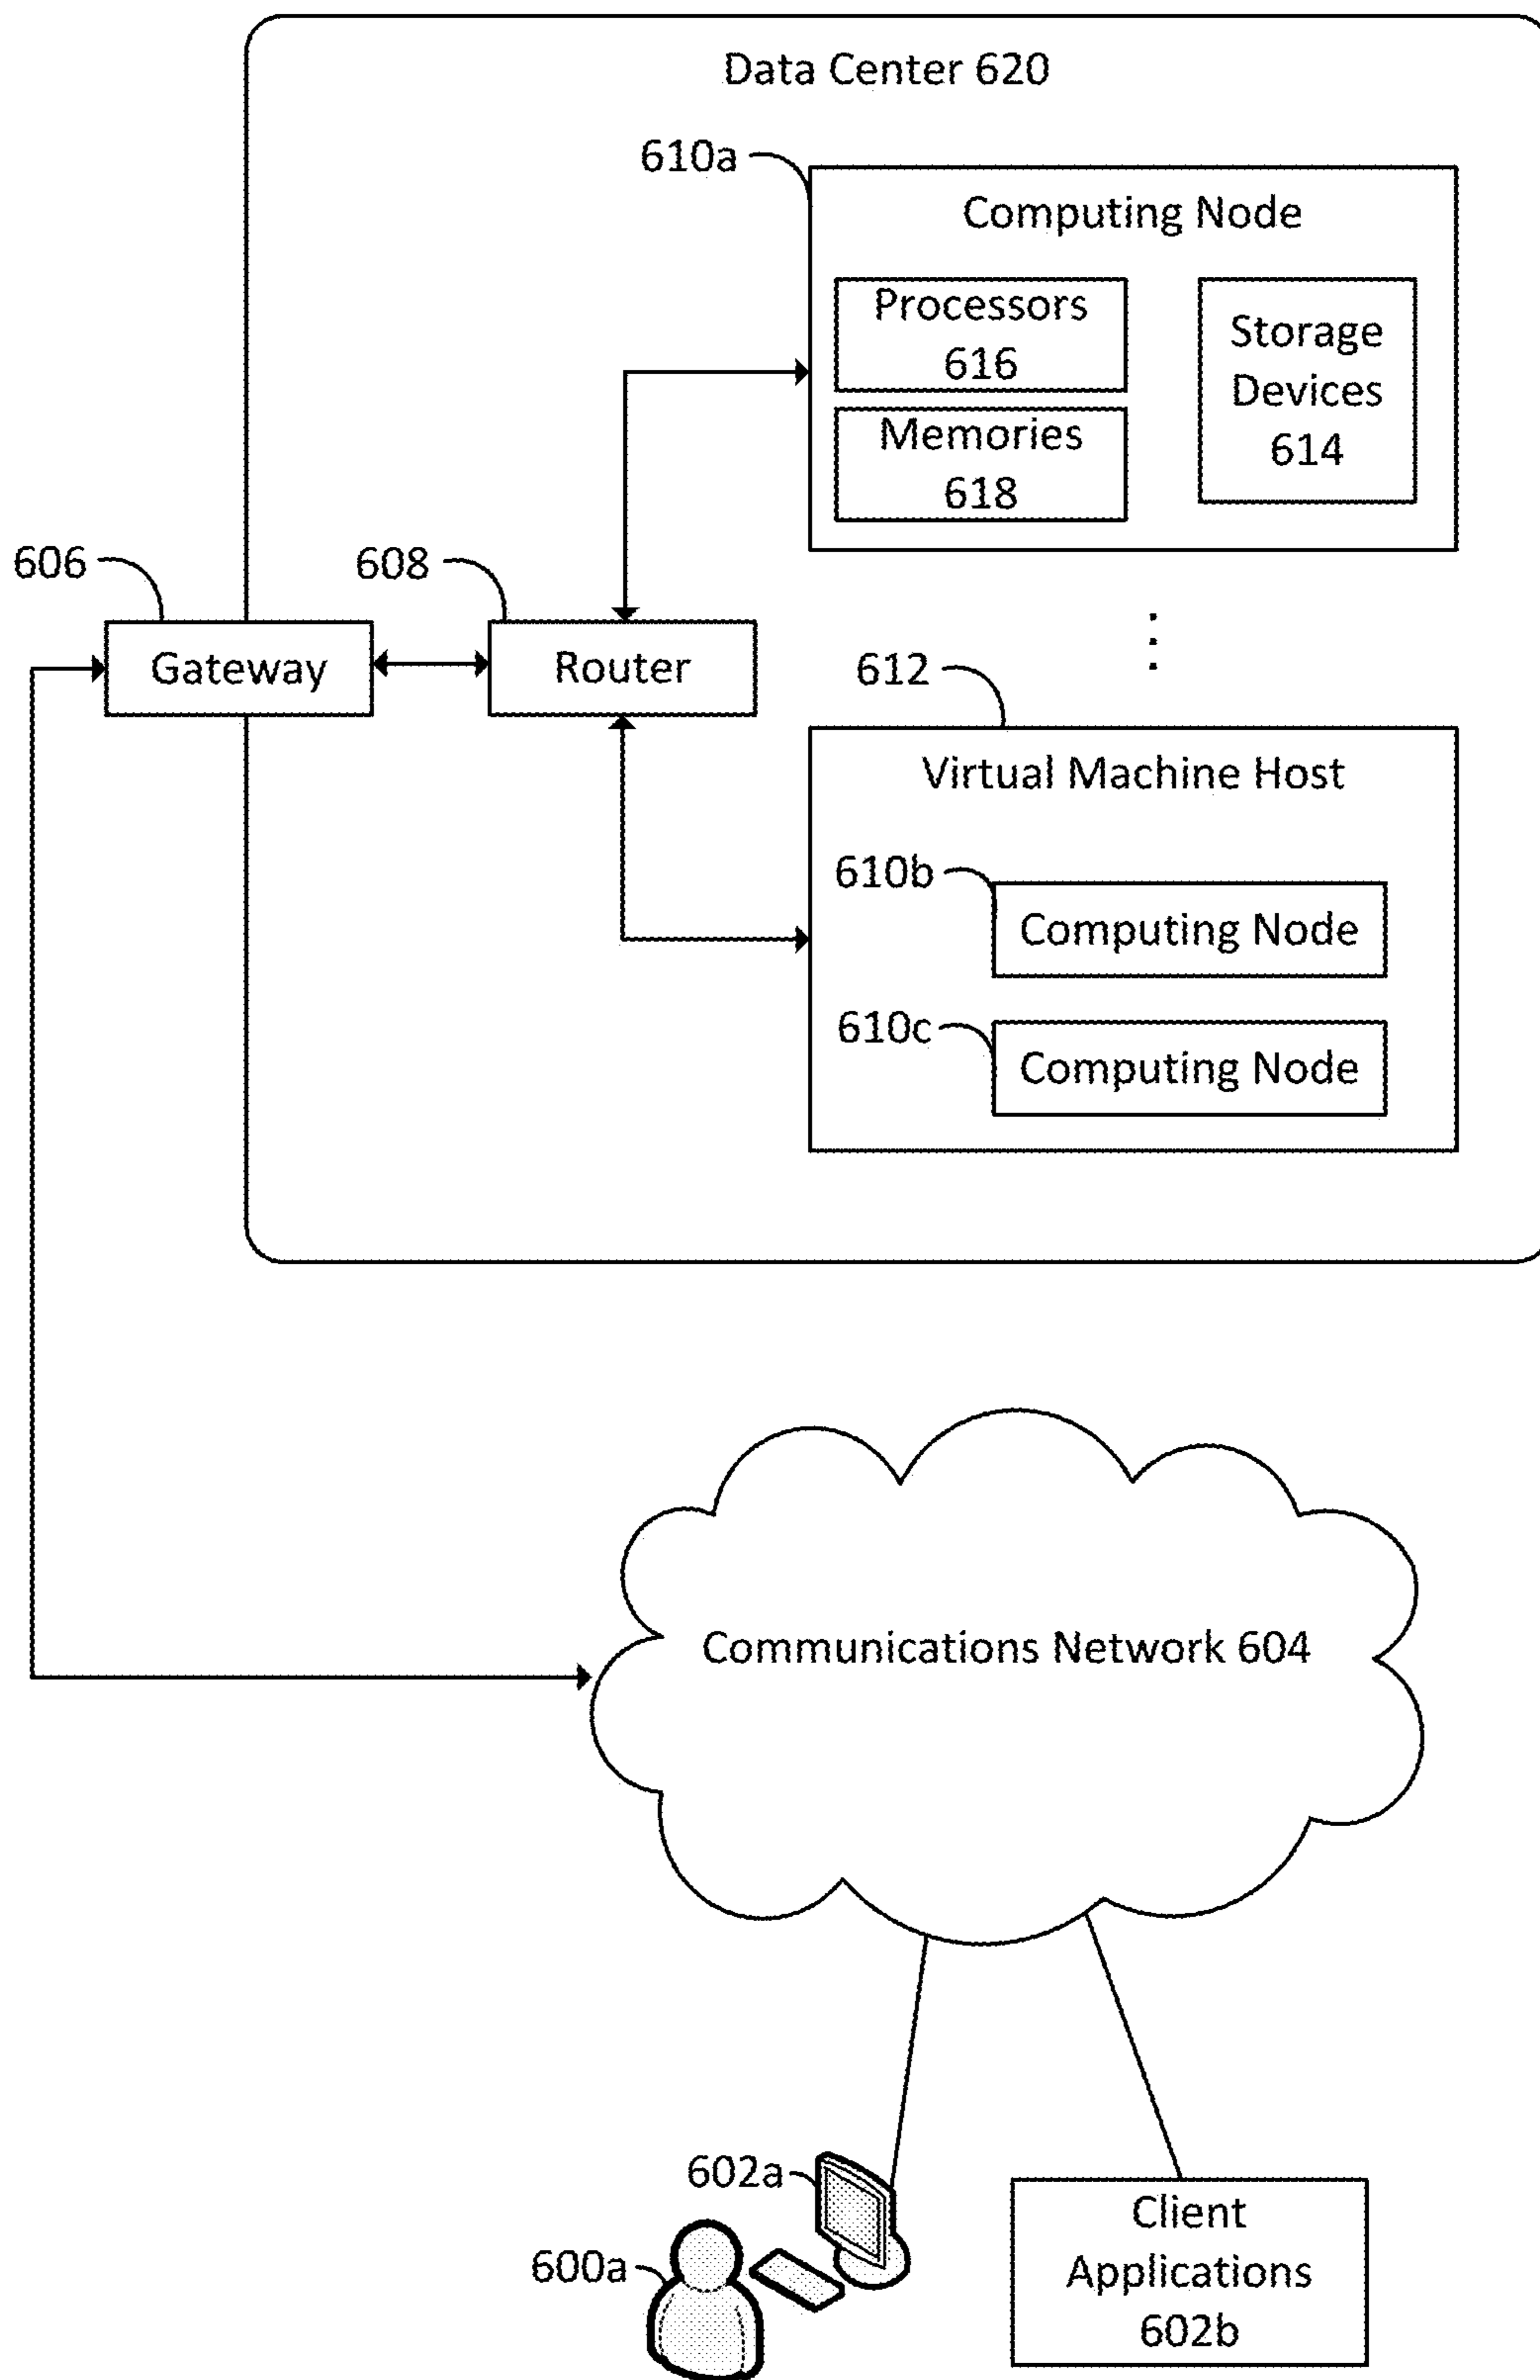 Data Center 620
610a
Computing Node
Processors
616
Storage
Devices
614
Memories
618
606
608
Gateway
Router
612
Virtual Machine Host
610b
Computing Node
610c
Computing Node
Communications Network 604
602a
600a
Client
Applications
602b